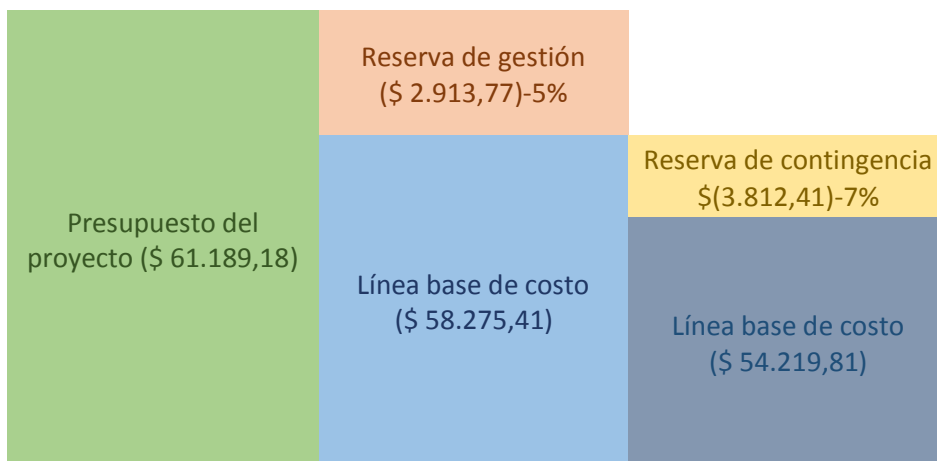 Reserva de gestión
($ 2.913,77)-5%
Reserva de contingencia
$(3.812,41)-7%
Presupuesto del
proyecto ($ 61.189,18)
Línea base de costo
($ 58.275,41)
Línea base de costo
($ 54.219,81)